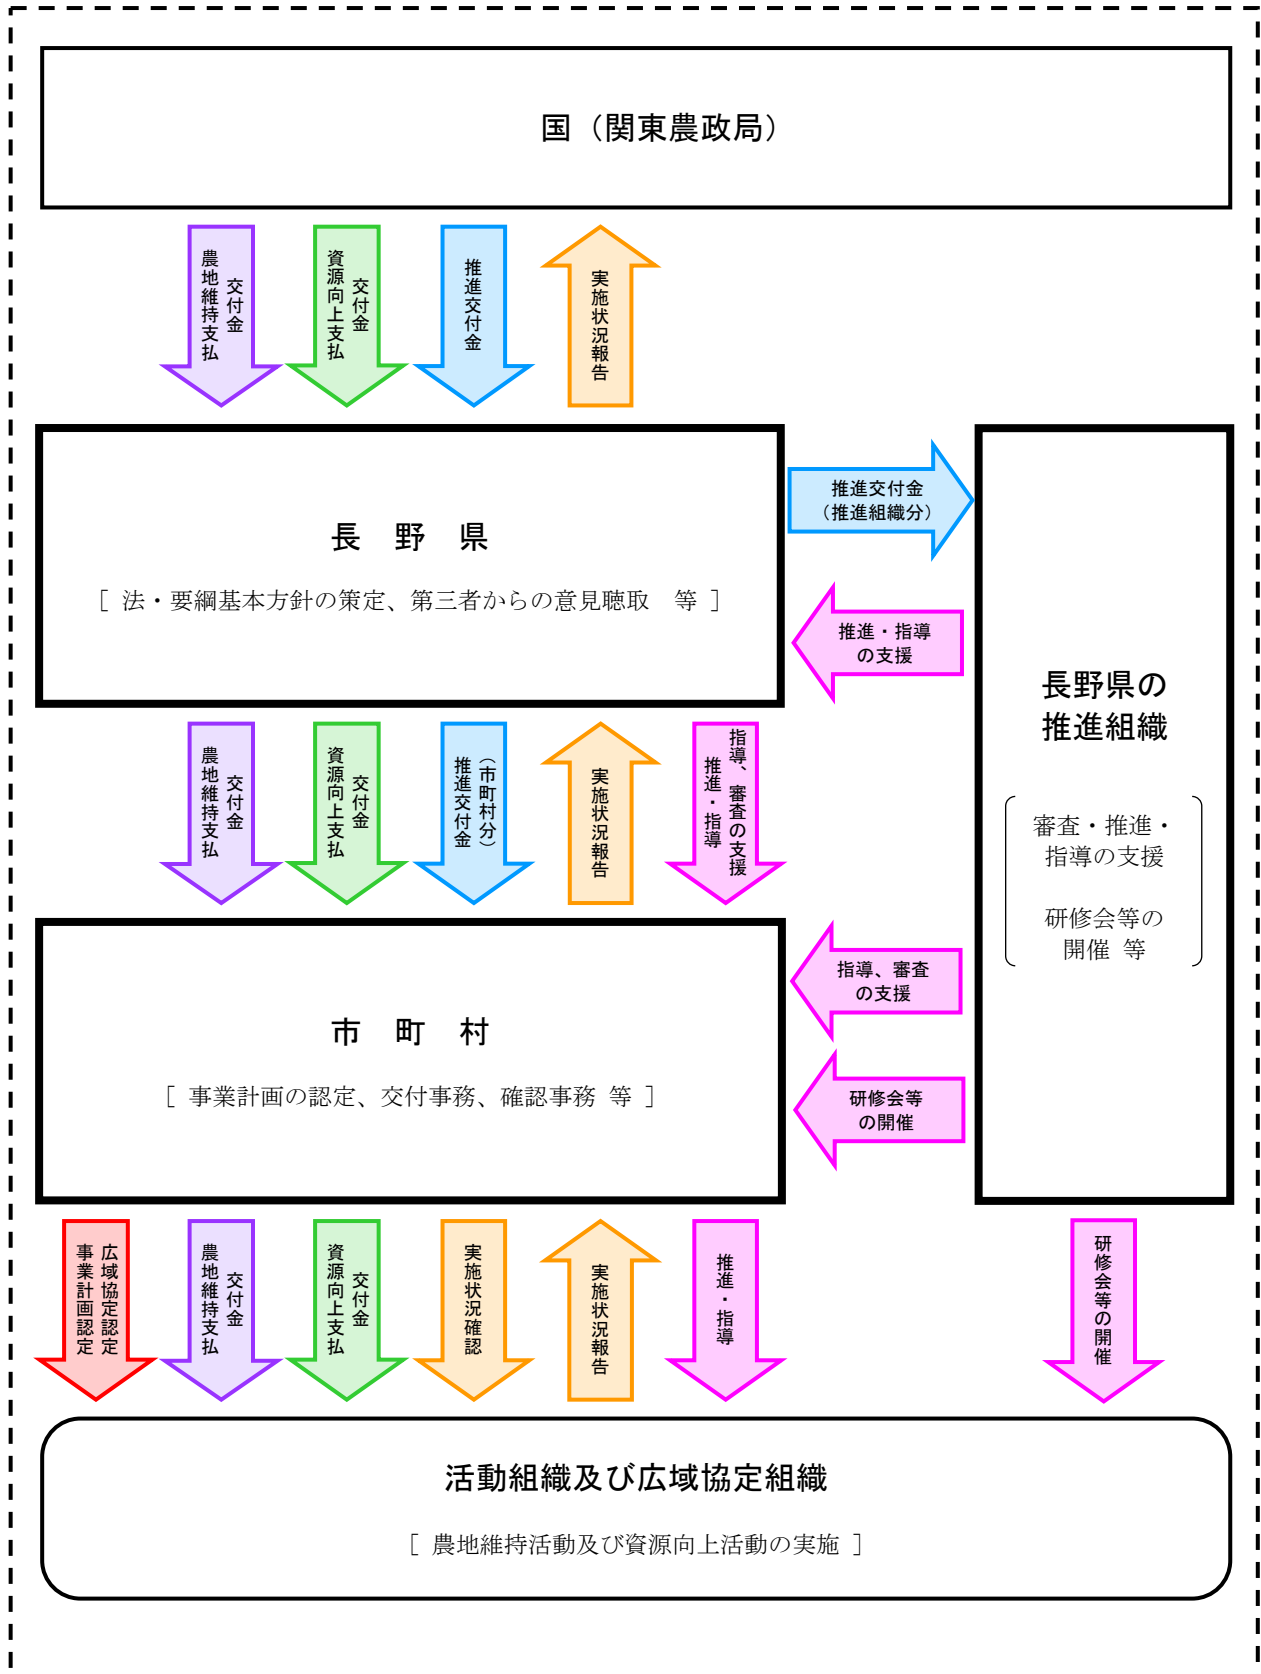 国（関東農政局）
農地維持支払
交付金
資源向上支払
交付金
推進交付金
実施状況報告
長　野　県
［ 法・要綱基本方針の策定、第三者からの意見聴取　等 ］
推進交付金
（推進組織分）
推進・指導
の支援
長野県の
推進組織
審査・推進・
指導の支援
研修会等の
開催 等
農地維持支払
交付金
資源向上支払
交付金
推進交付金
（市町村分）
実施状況報告
推進・指導
指導、審査の支援
市　町　村
［ 事業計画の認定、交付事務、確認事務 等 ］
指導、審査
の支援
研修会等
の開催
事業計画認定
広域協定認定
農地維持支払
交付金
資源向上支払
交付金
実施状況確認
実施状況報告
推進・指導
研修会等の開催
活動組織及び広域協定組織
［ 農地維持活動及び資源向上活動の実施 ］